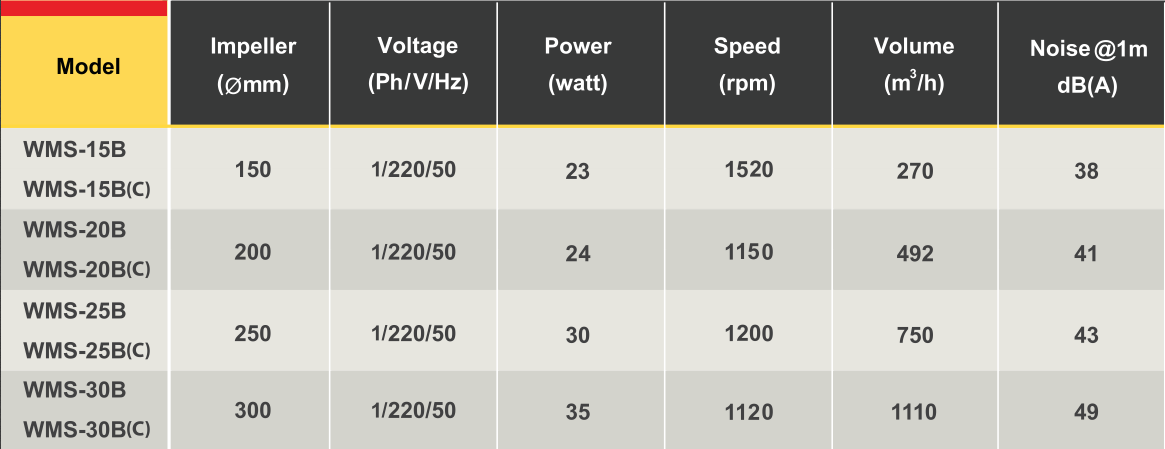 Model Impeller (Ømm) Voltage (Ph/V/Hz) Power (watt) Speed (rpm) Volume (m³/h) Noise @1m dB(A)
WMS-15B
WMS-15B(C) 150 1/220/50 23 1520 270 38
WMS-20B
WMS-20B(C) 200 1/220/50 24 1150 492 41
WMS-25B
WMS-25B(C) 250 1/220/50 30 1200 750 43
WMS-30B
WMS-30B(C) 300 1/220/50 35 1120 1110 49